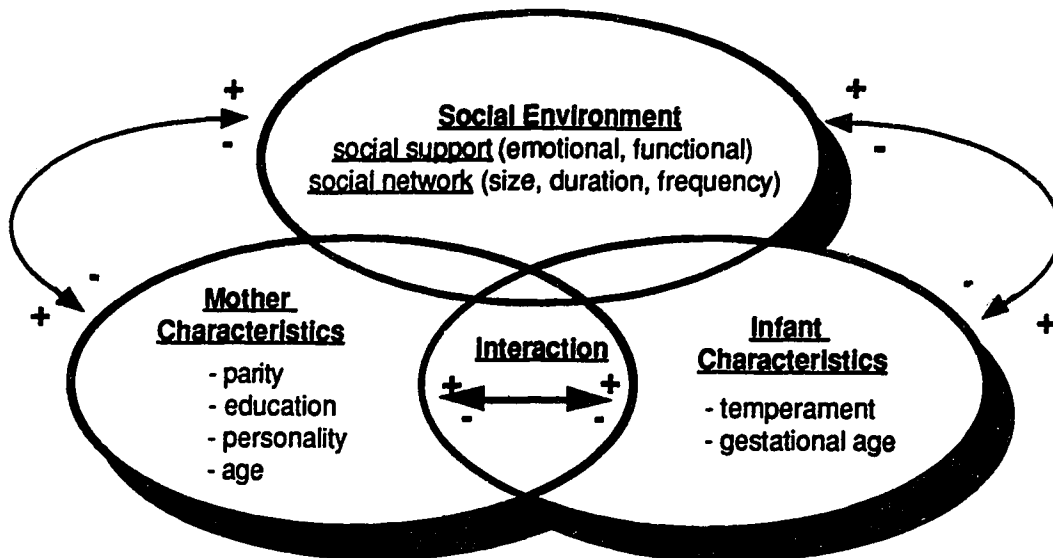 +
+
Social Environment
-
-
social support (emotional, functional)
social network (size, duration, frequency)
-
-
+
+
Mother
Characteristics
- parity
- education
- personality
- age
Interaction
+
+
-
-
Infant
Characteristics
- temperament
- gestational age